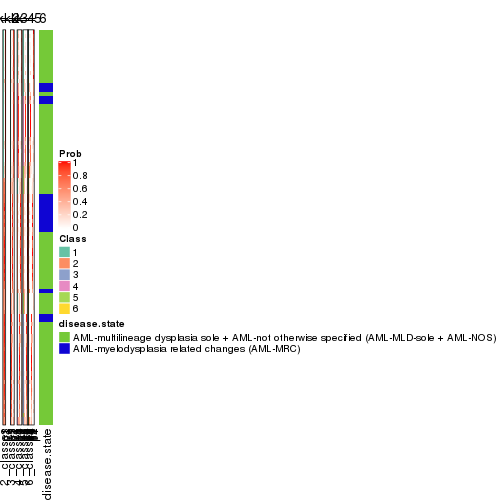 Prob
1
0.8
0.6
0.4
0.2
0
Class
1
2
3
4
5
6
disease.state
AML-multilineage dysplasia sole + AML-not otherwise specified (AML-MLD-sole + AML-NOS)
AML-myelodysplasia related changes (AML-MRC)
disease.state